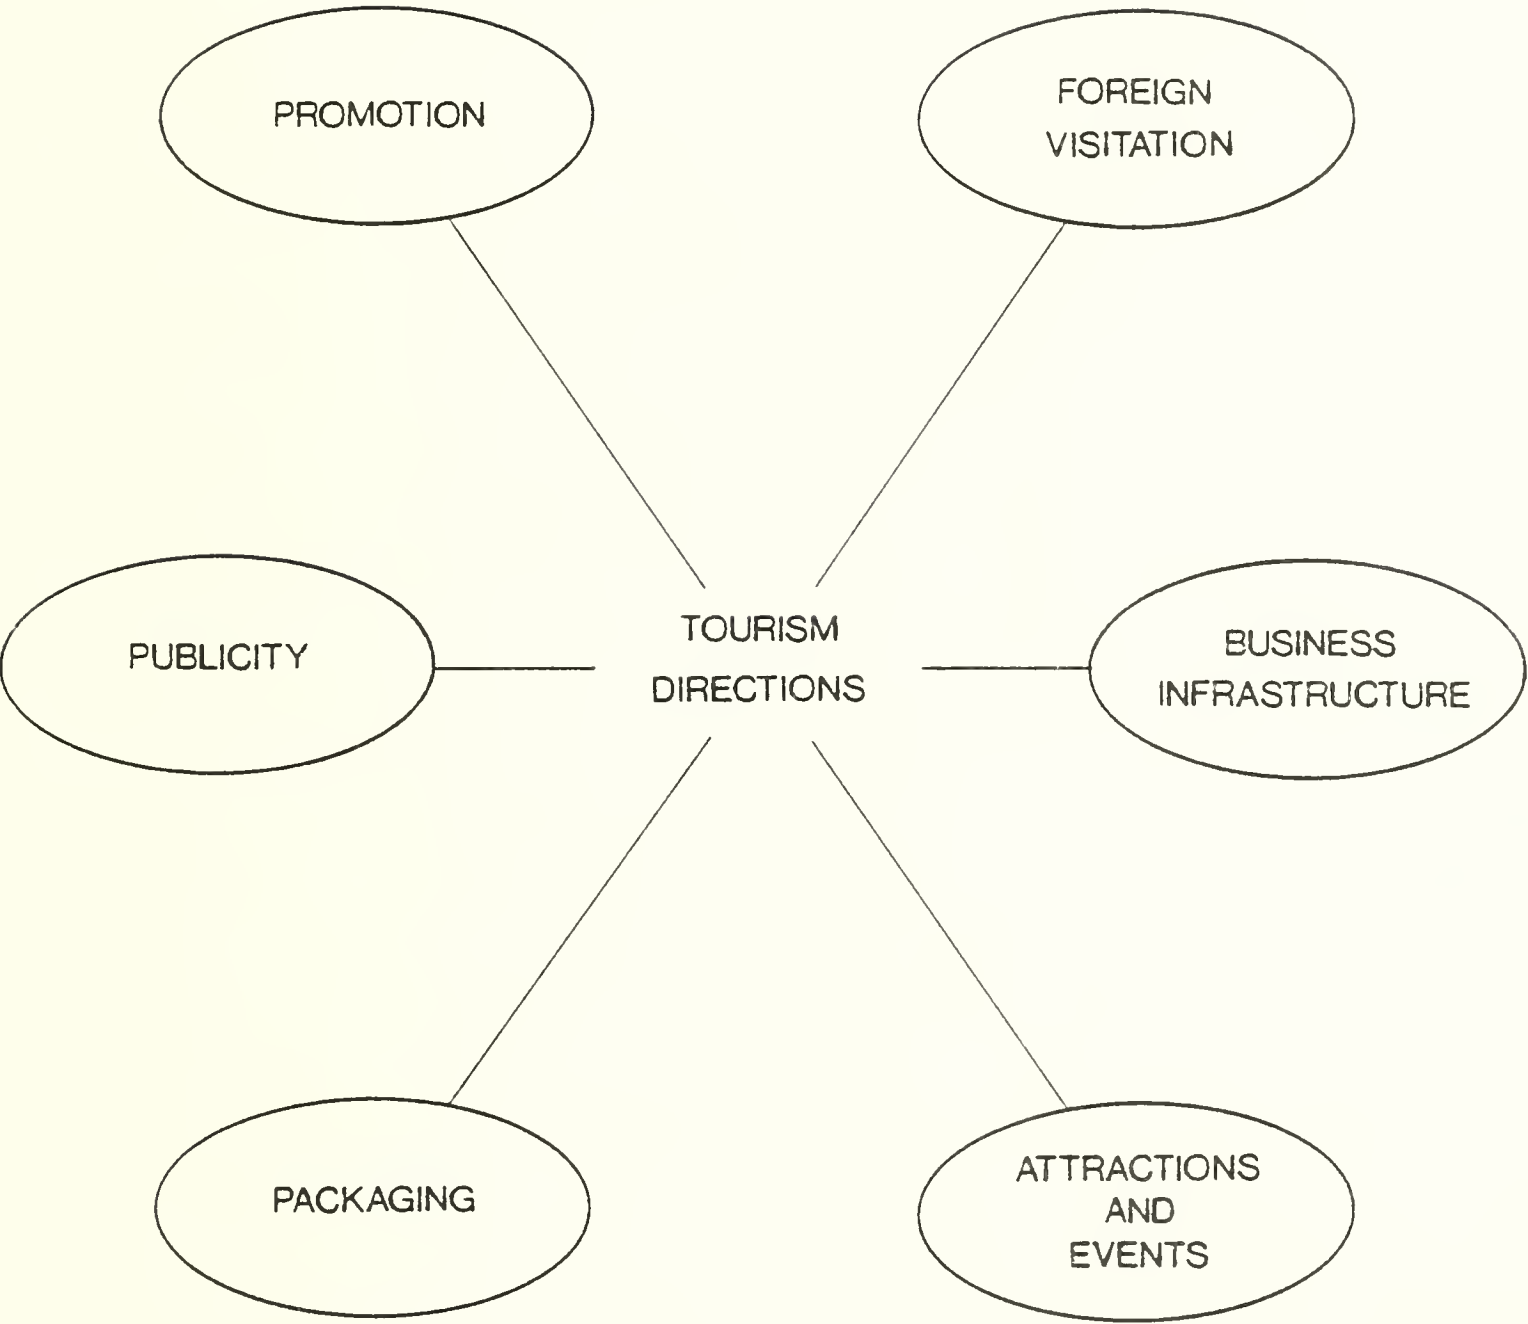 PROMOTION
FOREIGN
VISITATION
TOURISM
DIRECTIONS
PUBLICITY
BUSINESS
INFRASTRUCTURE
PACKAGING
ATTRACTIONS
AND
EVENTS